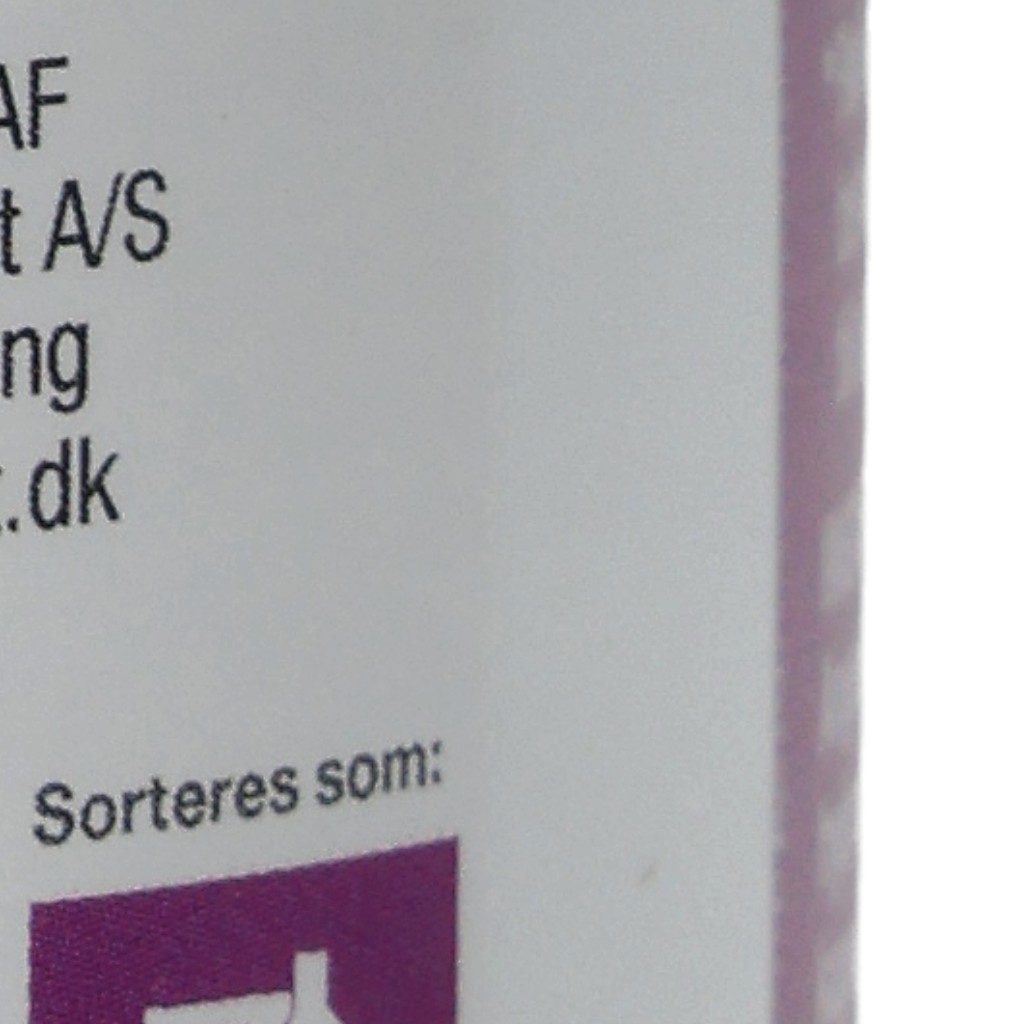 AF
t A/S
ng
.dk
Sorteres som: